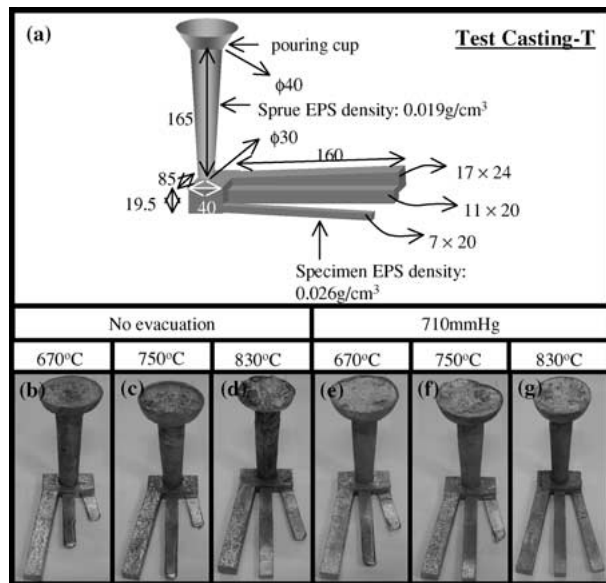 (a)
Test Casting-T
pouring cup
ϕ40
Sprue EPS density: 0.019g/cm³
165
ϕ30
160
85
17 × 24
19.5
40
11 × 20
7 × 20
Specimen EPS density:
0.026g/cm³
No evacuation
710mmHg
670°C
750°C
830°C
670°C
750°C
830°C
(b)
(c)
(d)
(e)
(f)
(g)